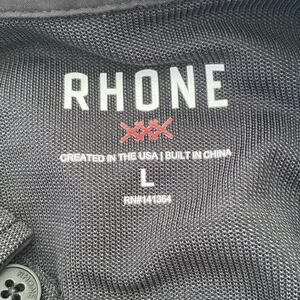 RHONE
CREATED IN THE USA | BUILT IN CHINA
L
RN#141364